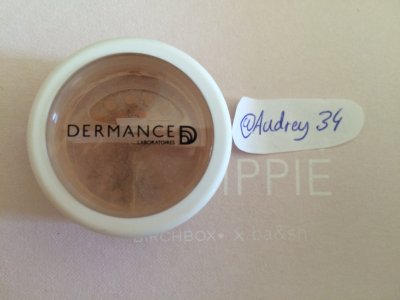 DERMANCE
LABORATOIRES
@Audrey 34
IPPIE
BIRCHBOX♥ x ba&sh